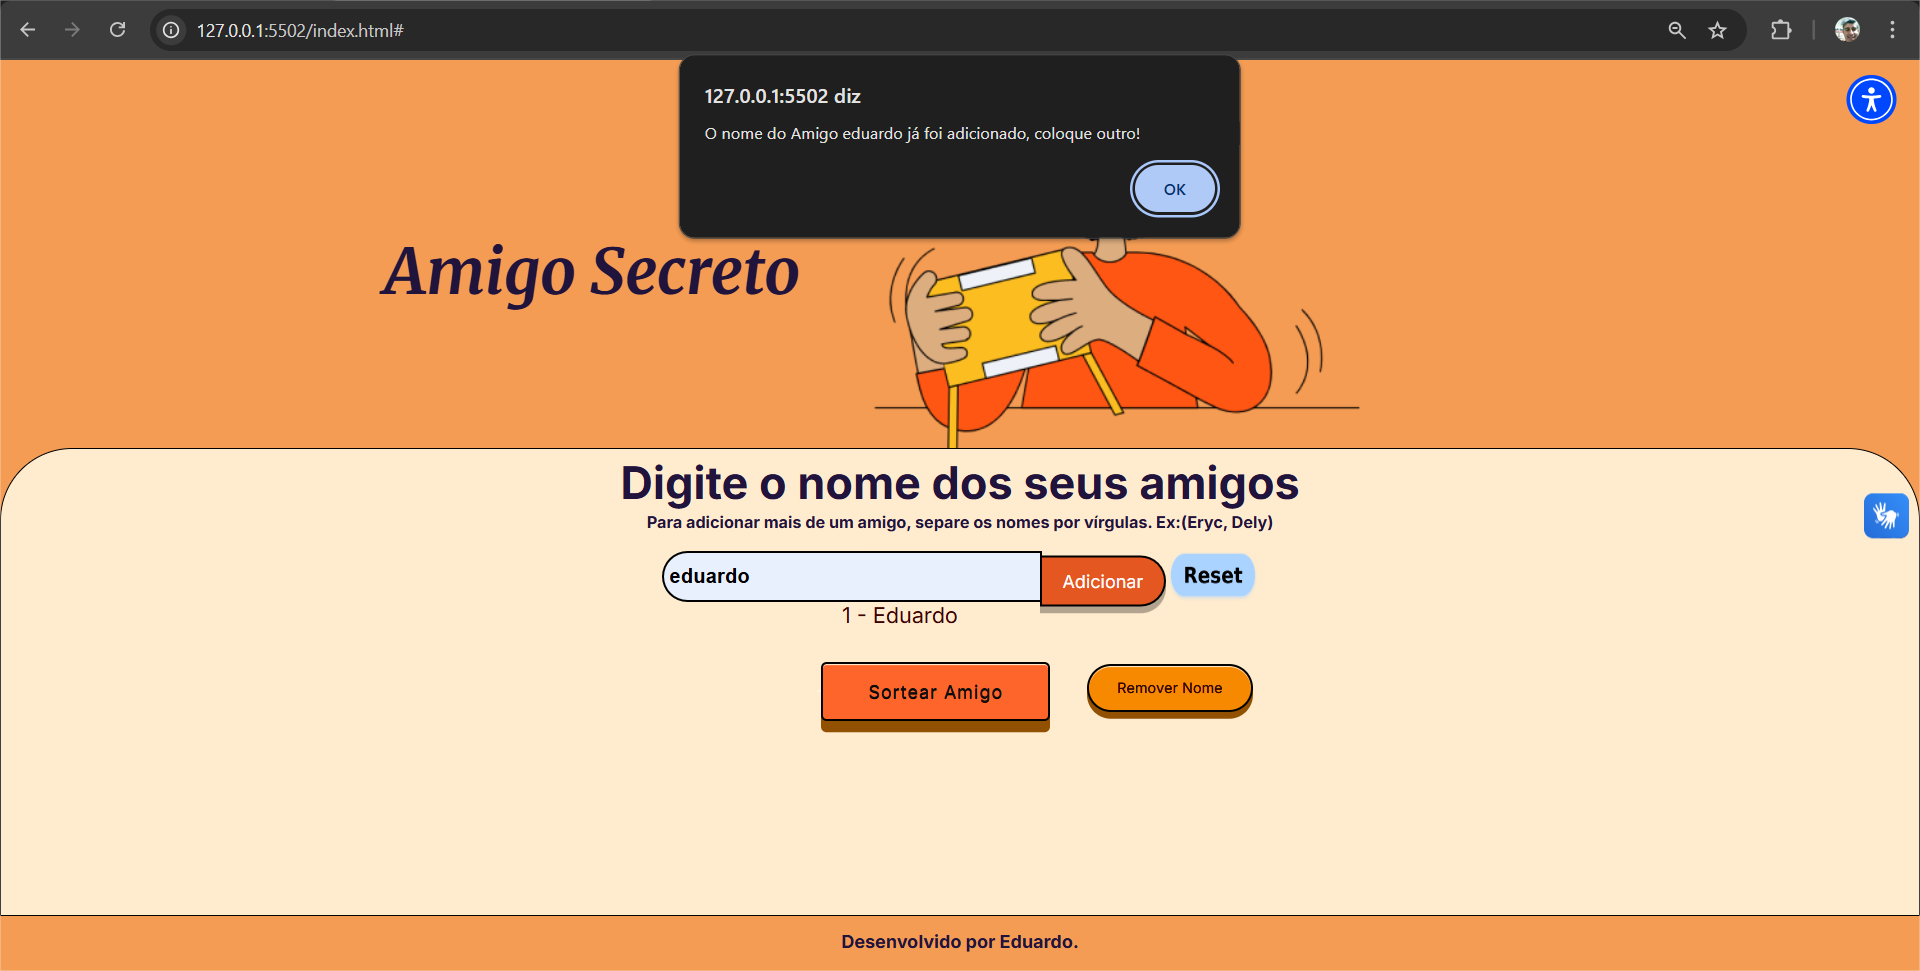 127.0.0.1:5502/index.html#
127.0.0.1:5502 diz
O nome do Amigo eduardo já foi adicionado, coloque outro!
OK
Amigo Secreto
Digite o nome dos seus amigos
Para adicionar mais de um amigo, separe os nomes por vírgulas. Ex:(Eryc, Dely)
eduardo
Adicionar
Reset
1 - Eduardo
Sortear Amigo
Remover Nome
Desenvolvido por Eduardo.